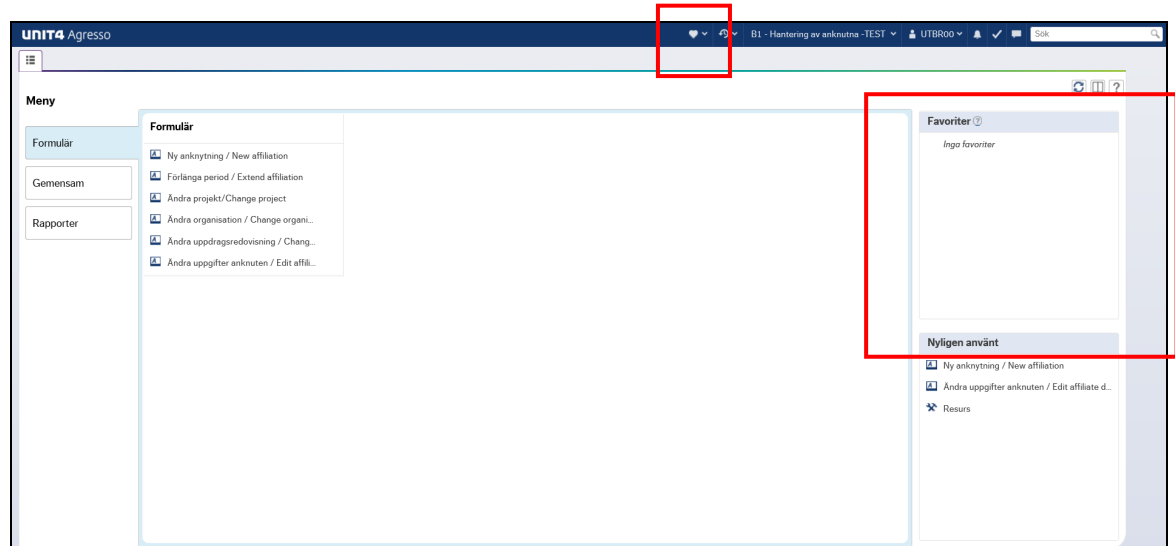 UNIT4 Agresso
B1 - Hantering av anknutna -TEST
UTBR00
Sök
Meny
Formulär
Gemensam
Rapporter
Formulär
Ny anknytning / New affiliation
Förlänga period / Extend affiliation
Ändra projekt/Change project
Ändra organisation / Change organi...
Ändra uppdragsredovisning / Chang...
Ändra uppgifter anknuten / Edit affili...
Favoriter
Inga favoriter
Nyligen använt
Ny anknytning / New affiliation
Ändra uppgifter anknuten / Edit affiliate d...
Resurs